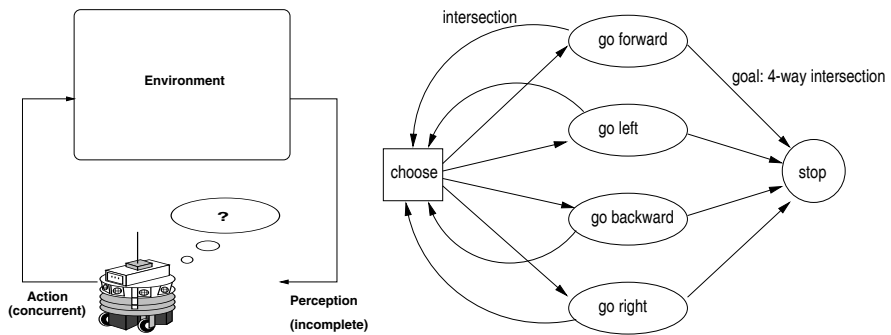 Environment
?
Action
(concurrent)
Perception
(incomplete)
intersection
go forward
goal: 4-way intersection
go left
choose
stop
go backward
go right